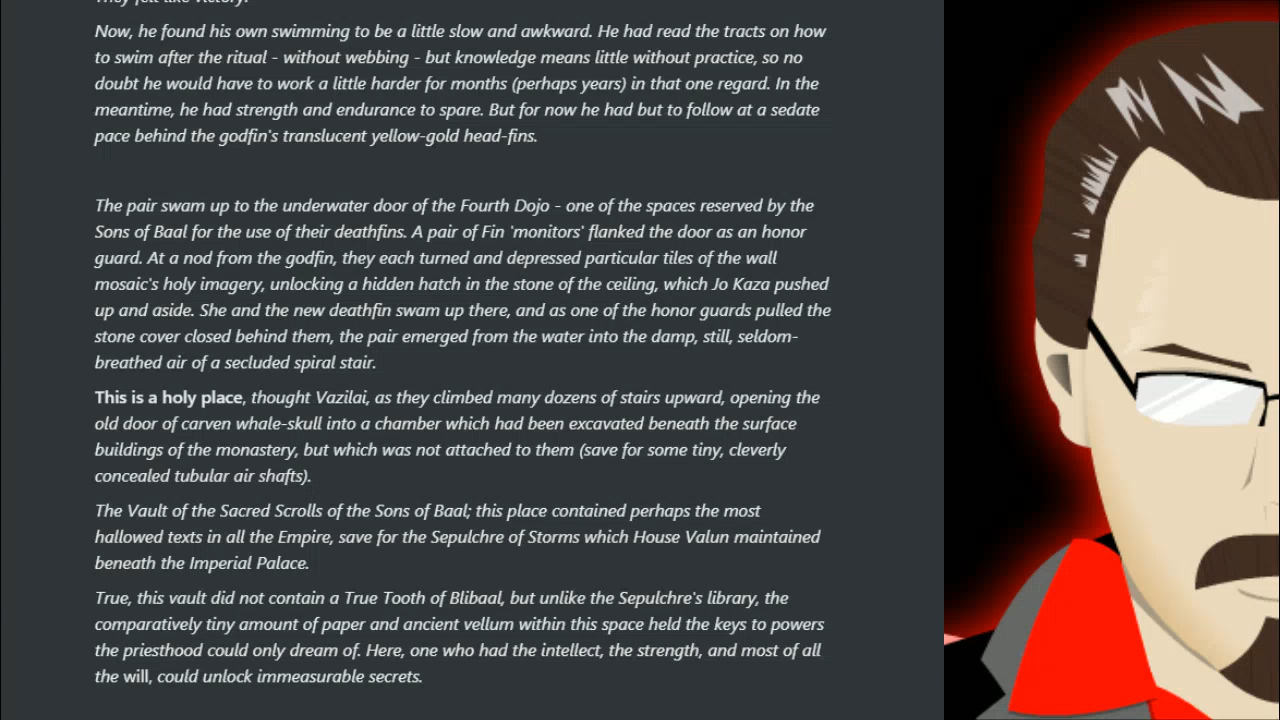 They felt like victory.
Now, he found his own swimming to be a little slow and awkward. He had read the tracts on how
to swim after the ritual - without webbing - but knowledge means little without practice, so no
doubt he would have to work a little harder for months (perhaps years) in that one regard. In the
meantime, he had strength and endurance to spare. But for now he had but to follow at a sedate
pace behind the godfin's translucent yellow-gold head-fins.
The pair swam up to the underwater door of the Fourth Dojo - one of the spaces reserved by the
Sons of Baal for the use of their deathfins. A pair of Fin 'monitors' flanked the door as an honor
guard. At a nod from the godfin, they each turned and depressed particular tiles of the wall
mosaic's holy imagery, unlocking a hidden hatch in the stone of the ceiling, which Jo Kaza pushed
up and aside. She and the new deathfin swam up there, and as one of the honor guards pulled the
stone cover closed behind them, the pair emerged from the water into the damp, still, seldom-
breathed air of a secluded spiral stair.
This is a holy place, thought Vazilai, as they climbed many dozens of stairs upward, opening the
old door of carven whale-skull into a chamber which had been excavated beneath the surface
buildings of the monastery, but which was not attached to them (save for some tiny, cleverly
concealed tubular air shafts).
The Vault of the Sacred Scrolls of the Sons of Baal; this place contained perhaps the most
hallowed texts in all the Empire, save for the Sepulchre of Storms which House Valun maintained
beneath the Imperial Palace.
True, this vault did not contain a True Tooth of Blibaal, but unlike the Sepulchre's library, the
comparatively tiny amount of paper and ancient vellum within this space held the keys to powers
the priesthood could only dream of. Here, one who had the intellect, the strength, and most of all
the will, could unlock immeasurable secrets.